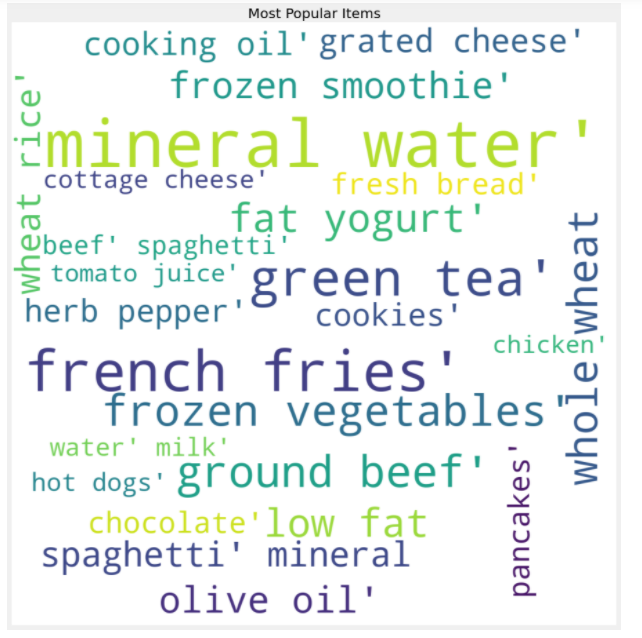 Most Popular Items
cooking oil' grated cheese'
frozen smoothie'
wheat rice'
mineral water'
cottage cheese' fresh bread'
fat yogurt'
beef' spaghetti'
tomato juice' green tea'
whole wheat
herb pepper' cookies'
chicken'
french fries'
frozen vegetables'
water' milk'
hot dogs' ground beef'
pancakes'
chocolate' low fat
spaghetti' mineral
olive oil'